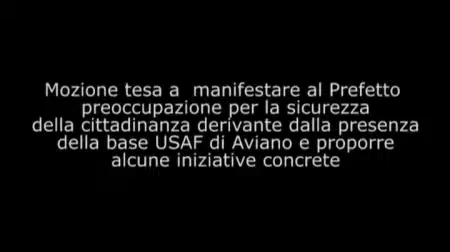 Mozione tesa a  manifestare al Prefetto
preoccupazione per la sicurezza
della cittadinanza derivante dalla presenza
della base USAF di Aviano e proporre
alcune iniziative concrete